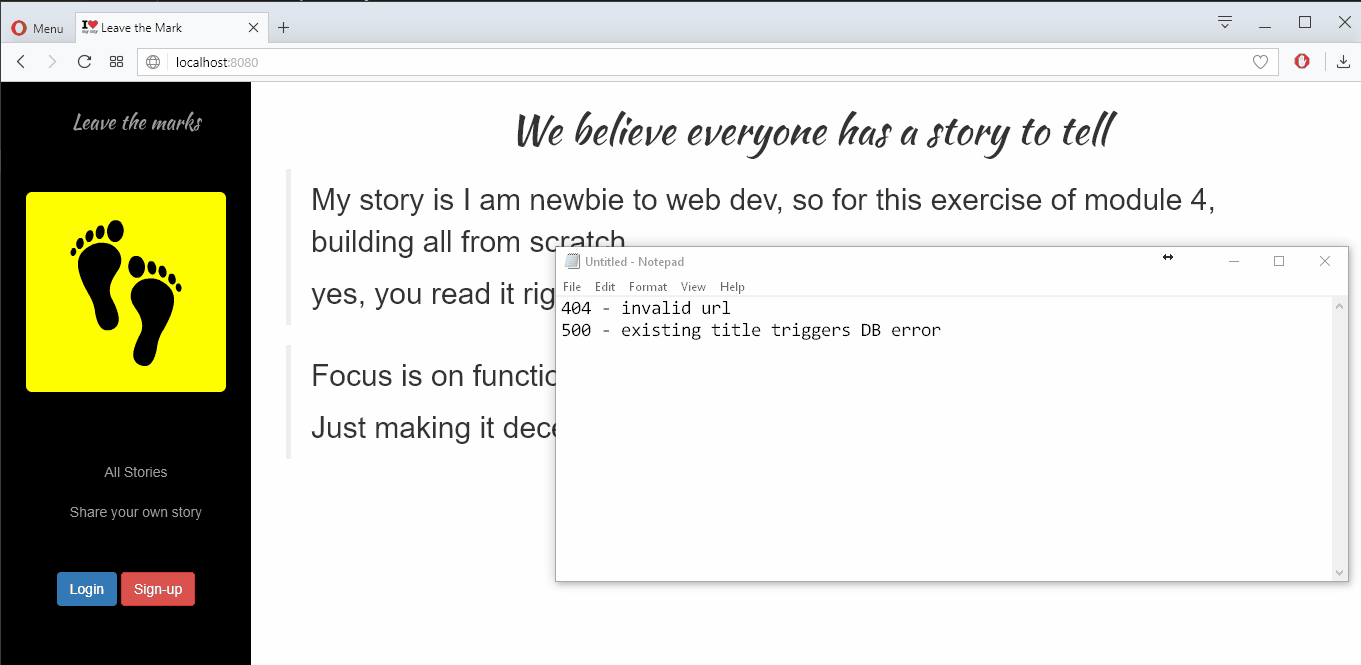 Menu
I❤ my city Leave the Mark
localhost:8080
Leave the marks
All Stories
Share your own story
Login Sign-up
We believe everyone has a story to tell
My story is I am newbie to web dev, so for this exercise of module 4,
building all from scratch
yes, you read it rig
Focus is on functio
Just making it dece
Untitled - Notepad
File Edit Format View Help
404 - invalid url
500 - existing title triggers DB error